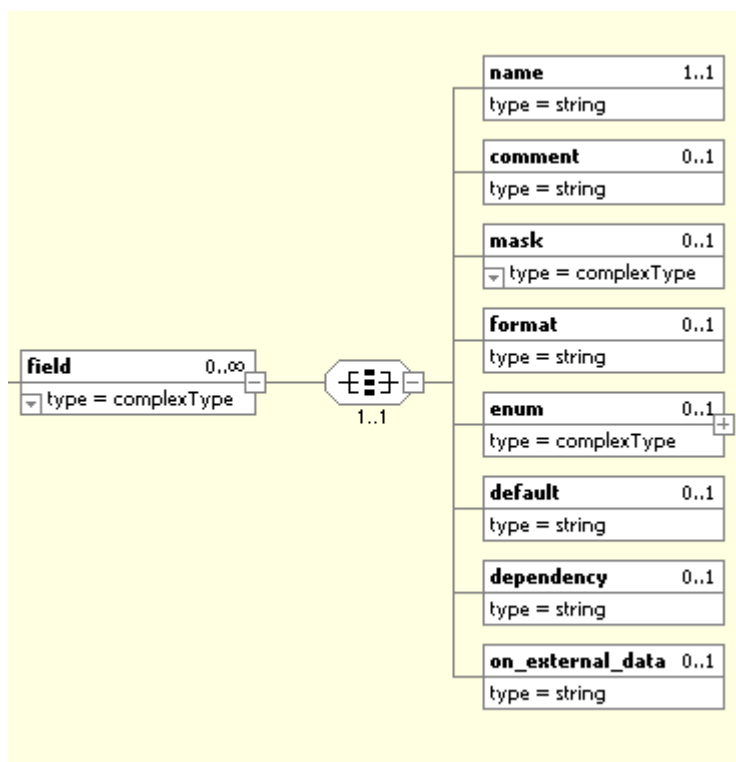 name 1..1
type = string
comment 0..1
type = string
mask 0..1
type = complexType
format 0..1
type = string
field 0..∞
type = complexType
1..1
enum 0..1
type = complexType
default 0..1
type = string
dependency 0..1
type = string
on_external_data 0..1
type = string